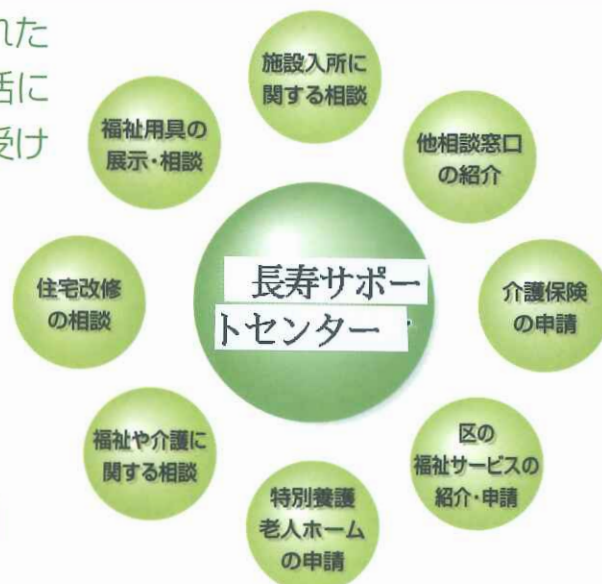 れた
活に
受け
施設入所に
関する相談
他相談窓口
の紹介
介護保険
の申請
区の
福祉サービスの
紹介・申請
特別養護
老人ホーム
の申請
福祉や介護に
関する相談
住宅改修
の相談
福祉用具の
展示・相談
長寿サポー
トセンター